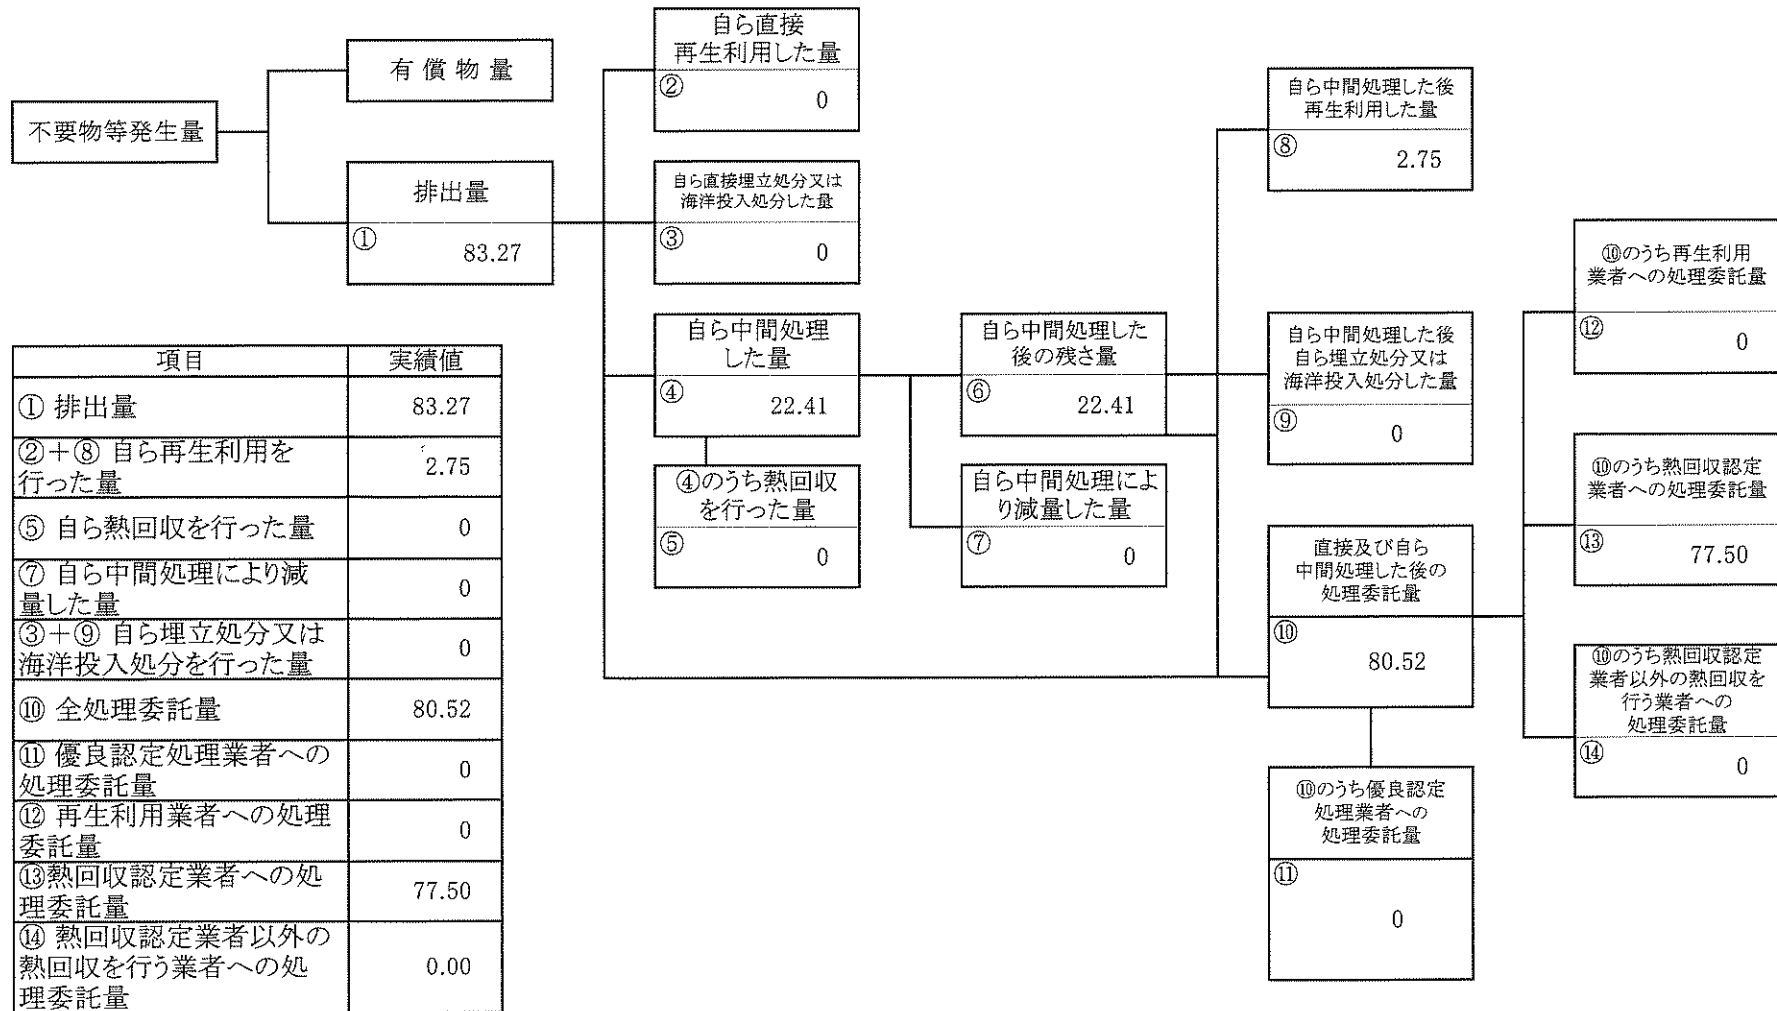 不要物等発生量
有償物量
排出量
①
83.27
自ら直接
再生利用した量
②
0
自ら直接埋立処分又は
海洋投入処分した量
③
0
自ら中間処理
した量
④
22.41
④のうち熱回収
を行った量
⑤
0
自ら中間処理した
後の残さ量
⑥
22.41
自ら中間処理によ
り減量した量
⑦
0
自ら中間処理した後
再生利用した量
⑧
2.75
自ら中間処理した後
自ら埋立処分又は
海洋投入処分した量
⑨
0
直接及び自ら
中間処理した後の
処理委託量
⑩
80.52
⑩のうち優良認定
処理業者への
処理委託量
⑪
0
⑩のうち再生利用
業者への処理委託量
⑫
0
⑩のうち熱回収認定
業者への処理委託量
⑬
77.50
⑩のうち熱回収認定
業者以外の熱回収を
行う業者への
処理委託量
⑭
0
項目 実績値
① 排出量 83.27
②＋⑧ 自ら再生利用を
行った量 2.75
⑤ 自ら熱回収を行った量 0
⑦ 自ら中間処理により減
量した量 0
③＋⑨ 自ら埋立処分又は
海洋投入処分を行った量 0
⑩ 全処理委託量 80.52
⑪ 優良認定処理業者への
処理委託量 0
⑫ 再生利用業者への処理
委託量 0
⑬熱回収認定業者への処
理委託量 77.50
⑭ 熱回収認定業者以外の
熱回収を行う業者への処
理委託量 0.00